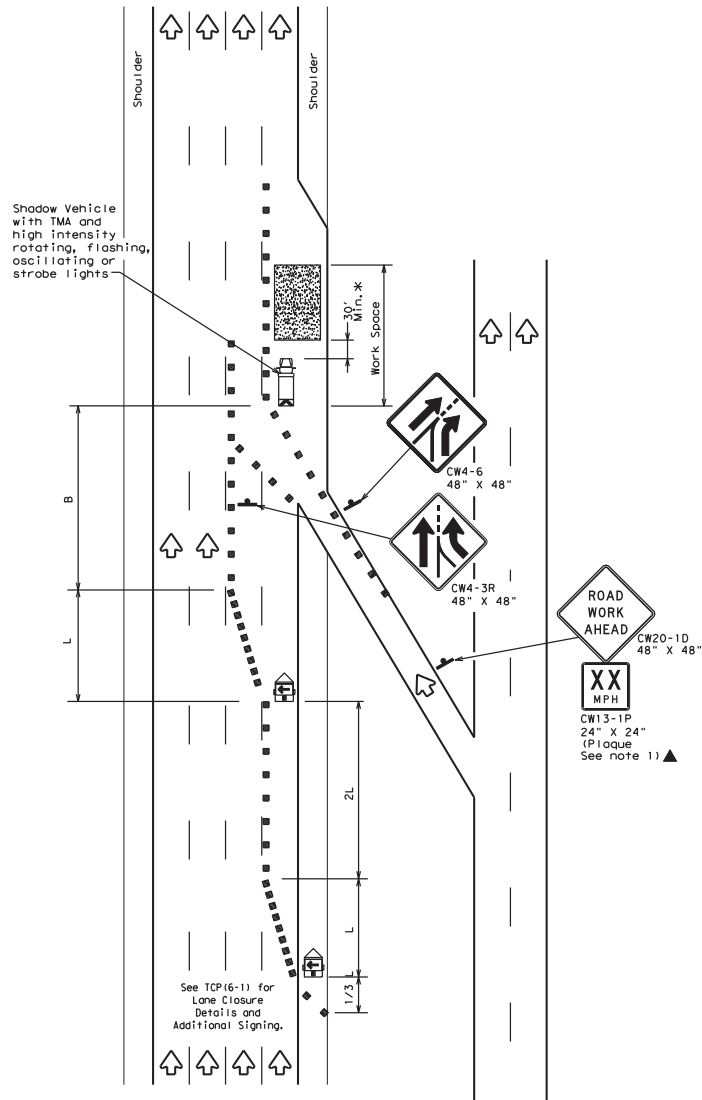 Shoulder
Shoulder
Shadow Vehicle
with TMA and
high intensity
rotating, flashing,
oscillating or
strobe lights
30'
Min.*
Work Space
B
CW4-6
48" X 48"
CW4-3R
48" X 48"
ROAD
WORK
AHEAD
CW20-1D
48" X 48"
XX
MPH
CW13-1P
24" X 24"
(Plaque
See note 1)▲
L
2L
L
1/3 L
See TCP(6-1) for
Lane Closure
Details and
Additional Signing.